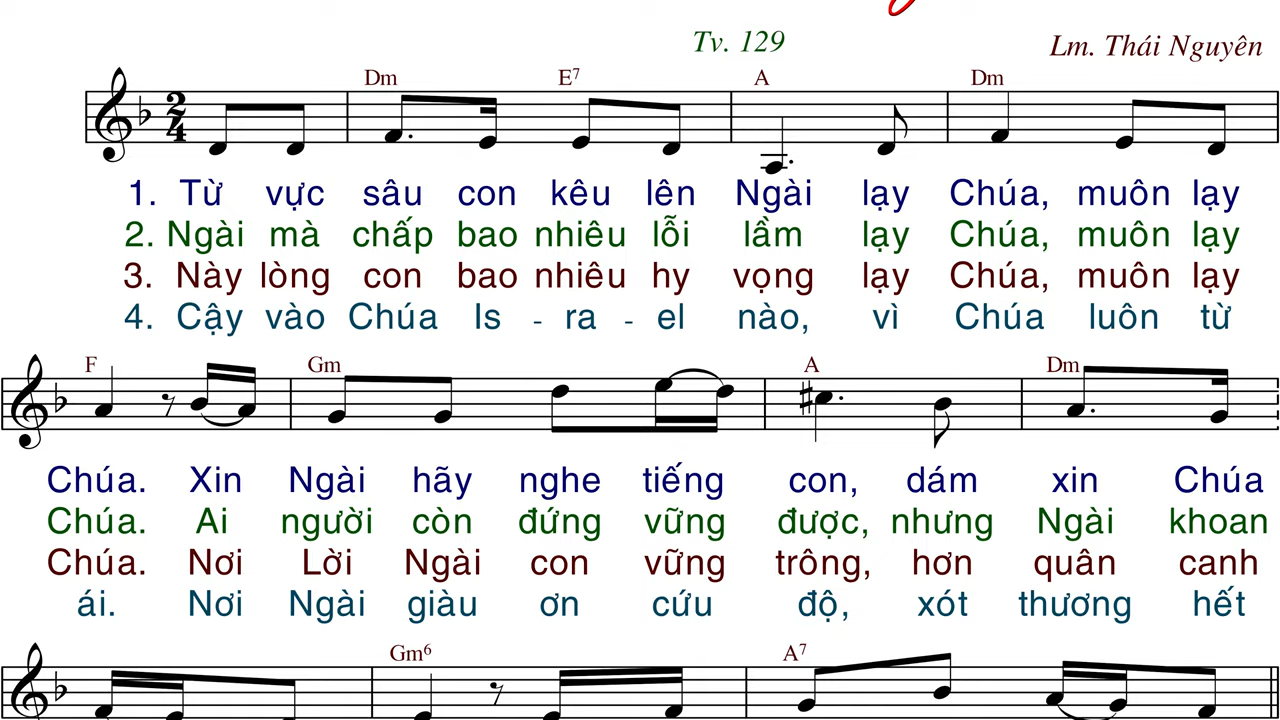 Tv. 129
Lm. Thái Nguyên
Dm E7 A Dm
2
4
1. Từ vực sâu con kêu lên Ngài lạy Chúa, muôn lạy
2. Ngài mà chấp bao nhiêu lỗi lầm lạy Chúa, muôn lạy
3. Này lòng con bao nhiêu hy vọng lạy Chúa, muôn lạy
4. Cậy vào Chúa Is - ra - el nào, vì Chúa luôn từ
F Gm A Dm
Chúa. Xin Ngài hãy nghe tiếng con, dám xin Chúa
Chúa. Ai người còn đứng vững được, nhưng Ngài khoan
Chúa. Nơi Lời Ngài con vững trông, hơn quân canh
ái. Nơi Ngài giàu ơn cứu độ, xót thương hết
Gm6 A7